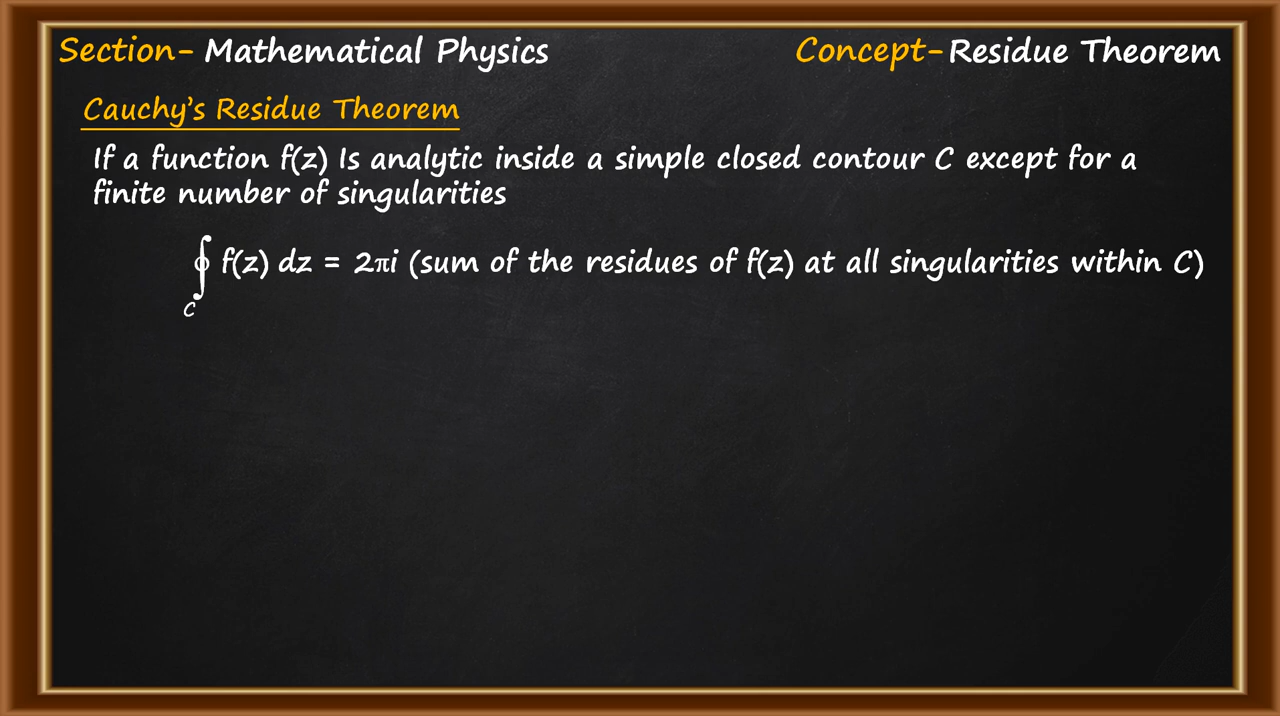 Section- Mathematical Physics
Concept- Residue Theorem
Cauchy's Residue Theorem
If a function f(z) Is analytic inside a simple closed contour C except for a
finite number of singularities
∮ f(z) dz = 2πi (sum of the residues of f(z) at all singularities within C)
C